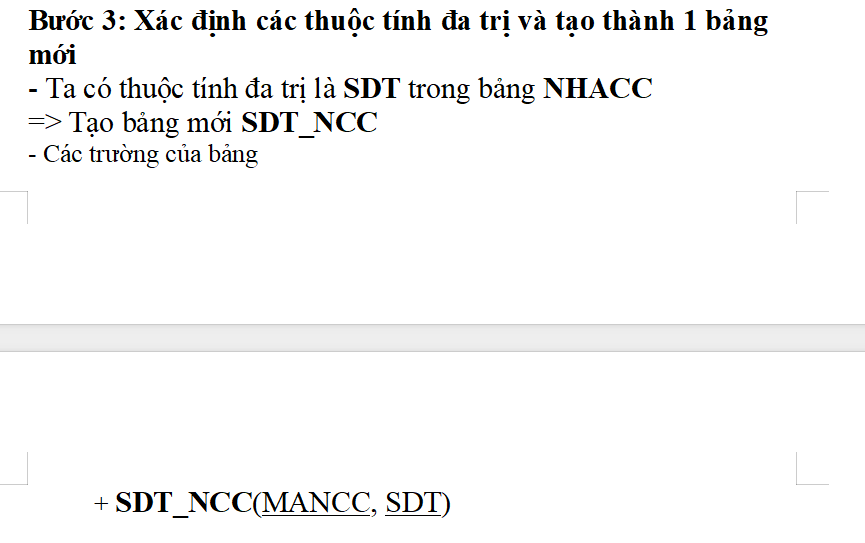 Bước 3: Xác định các thuộc tính đa trị và tạo thành 1 bảng
mới
- Ta có thuộc tính đa trị là SDT trong bảng NHACC
=> Tạo bảng mới SDT_NCC
- Các trường của bảng
+ SDT_NCC(MANCC, SDT)